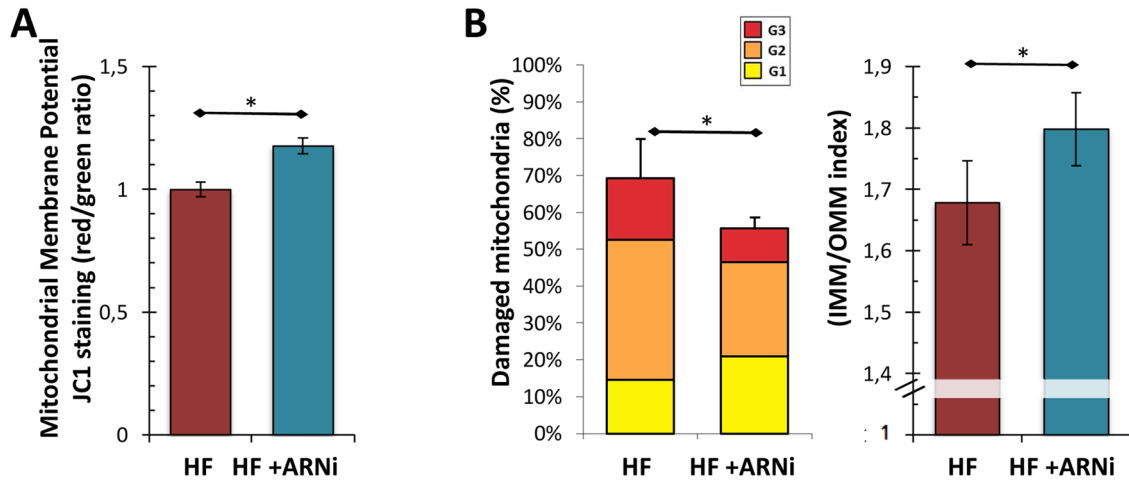 A
Mitochondrial Membrane Potential
JC1 staining (red/green ratio)
1,5
1
0,5
0
*
HF
HF +ARNi
B
G3
G2
G1
Damaged mitochondria (%)
100%
90%
80%
70%
60%
50%
40%
30%
20%
10%
0%
*
HF
HF +ARNi
(IMM/OMM index)
1,9
1,8
1,7
1,6
1,5
1,4
1
*
HF
HF +ARNi